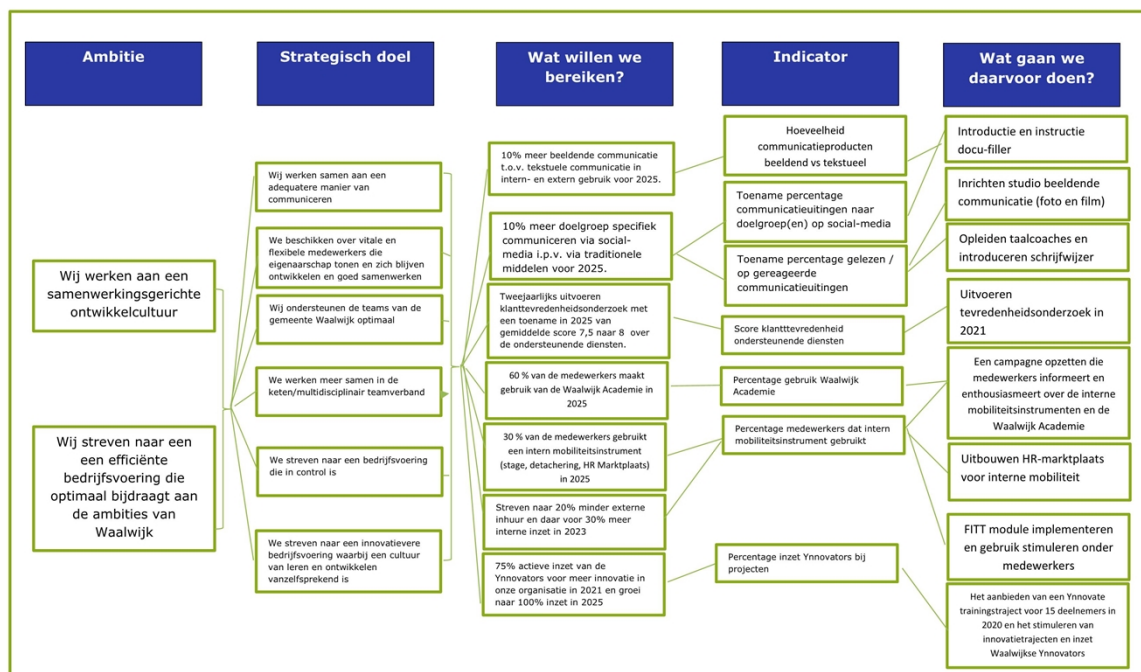 Ambitie
Strategisch doel
Wat willen we
bereiken?
Indicator
Wat gaan we
daarvoor doen?
Wij werken aan een
samenwerkingsgerichte
ontwikkelcultuur
Wij streven naar een
een efficiënte
bedrijfsvoering die
optimaal bijdraagt aan
de ambities van
Waalwijk
Wij werken samen aan een
adequatere manier van
communiceren
We beschikken over vitale en
flexibele medewerkers die
eigenaarschap tonen en zich blijven
ontwikkelen en goed samenwerken
Wij ondersteunen de teams van de
gemeente Waalwijk optimaal
We werken meer samen in de
keten/multidisciplinair teamverband
We streven naar een bedrijfsvoering
die in control is
We streven naar een innovatievere
bedrijfsvoering waarbij een cultuur
van leren en ontwikkelen
vanzelfsprekend is
10% meer beeldende communicatie
t.o.v. tekstuele communicatie in
intern- en extern gebruik voor 2025.
10% meer doelgroep specifiek
communiceren via social-
media i.p.v. via traditionele
middelen voor 2025.
Tweejaarlijks uitvoeren
klanttevredenheidsonderzoek met
een toename in 2025 van
gemiddelde score 7,5 naar 8 over
de ondersteunende diensten.
60 % van de medewerkers maakt
gebruik van de Waalwijk Academie in
2025
30 % van de medewerkers gebruikt
een intern mobiliteitsinstrument
(stage, detachering, HR Marktplaats)
in 2025
Streven naar 20% minder externe
inhuur en daar voor 30% meer
interne inzet in 2023
75% actieve inzet van de
Ynnovators voor meer innovatie in
onze organisatie in 2021 en groei
naar 100% inzet in 2025
Hoeveelheid
communicatieproducten
beeldend vs tekstueel
Toename percentage
communicatieuitingen naar
doelgroep(en) op social-media
Toename percentage gelezen /
op gereageerde
communicatieuitingen
Score klantttevredenheid
ondersteunende diensten
Percentage gebruik Waalwijk
Academie
Percentage medewerkers dat intern
mobiliteitsinstrument gebruikt
Percentage inzet Ynnovators bij
projecten
Introductie en instructie
docu-filler
Inrichten studio beeldende
communicatie (foto en film)
Opleiden taalcoaches en
introduceren schrijfwijzer
Uitvoeren
tevredenheidsonderzoek in
2021
Een campagne opzetten die
medewerkers informeert en
enthousiasmeert over de interne
mobiliteitsinstrumenten en de
Waalwijk Academie
Uitbouwen HR-marktplaats
voor interne mobiliteit
FITT module implementeren
en gebruik stimuleren onder
medewerkers
Het aanbieden van een Ynnovate
trainingstraject voor 15 deelnemers in
2020 en het stimuleren van
innovatietrajecten en inzet
Waalwijkse Ynnovators